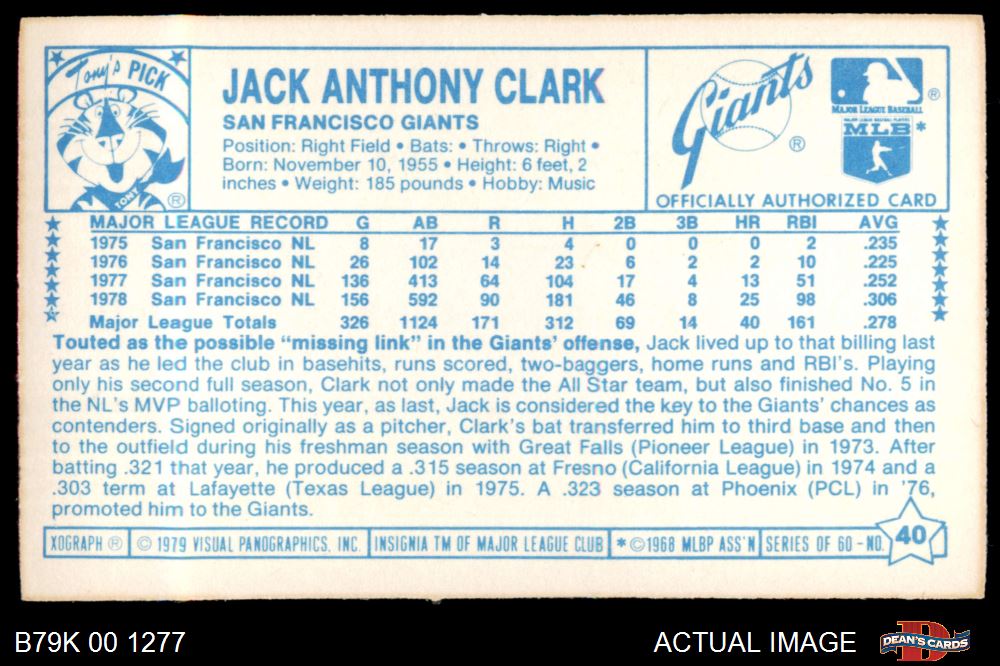 Tony's PICK
TONY
®
JACK ANTHONY CLARK
SAN FRANCISCO GIANTS
Position: Right Field • Bats: • Throws: Right •
Born: November 10, 1955 • Height: 6 feet, 2
inches • Weight: 185 pounds • Hobby: Music
Giants ®
®
MAJOR LEAGUE BASEBALL
MAJOR LEAGUE BASEBALL PLAYERS
MLB *
OFFICIALLY AUTHORIZED CARD
MAJOR LEAGUE RECORD G AB R H 2B 3B HR RBI AVG
1975 San Francisco NL 8 17 3 4 0 0 0 2 .235
1976 San Francisco NL 26 102 14 23 6 2 2 10 .225
1977 San Francisco NL 136 413 64 104 17 4 13 51 .252
1978 San Francisco NL 156 592 90 181 46 8 25 98 .306
Major League Totals 326 1124 171 312 69 14 40 161 .278
Touted as the possible “missing link” in the Giants’ offense, Jack lived up to that billing last
year as he led the club in basehits, runs scored, two-baggers, home runs and RBI’s. Playing
only his second full season, Clark not only made the All Star team, but also finished No. 5 in
the NL’s MVP balloting. This year, as last, Jack is considered the key to the Giants’ chances as
contenders. Signed originally as a pitcher, Clark’s bat transferred him to third base and then
to the outfield during his freshman season with Great Falls (Pioneer League) in 1973. After
batting .321 that year, he produced a .315 season at Fresno (California League) in 1974 and a
.303 term at Lafayette (Texas League) in 1975. A .323 season at Phoenix (PCL) in ’76,
promoted him to the Giants.
XOGRAPH ® © 1979 VISUAL PANOGRAPHICS, INC. INSIGNIA TM OF MAJOR LEAGUE CLUB * © 1968 MLBP ASS’N SERIES OF 60 - NO. 40
B79K 00 1277
ACTUAL IMAGE
D
DEAN'S CARDS